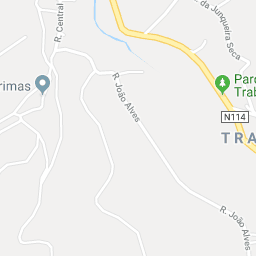 da Junqueira Seca
R. Central
rimas
R. João Alves
Parq
Trab
N114
TRA
R. João Alves